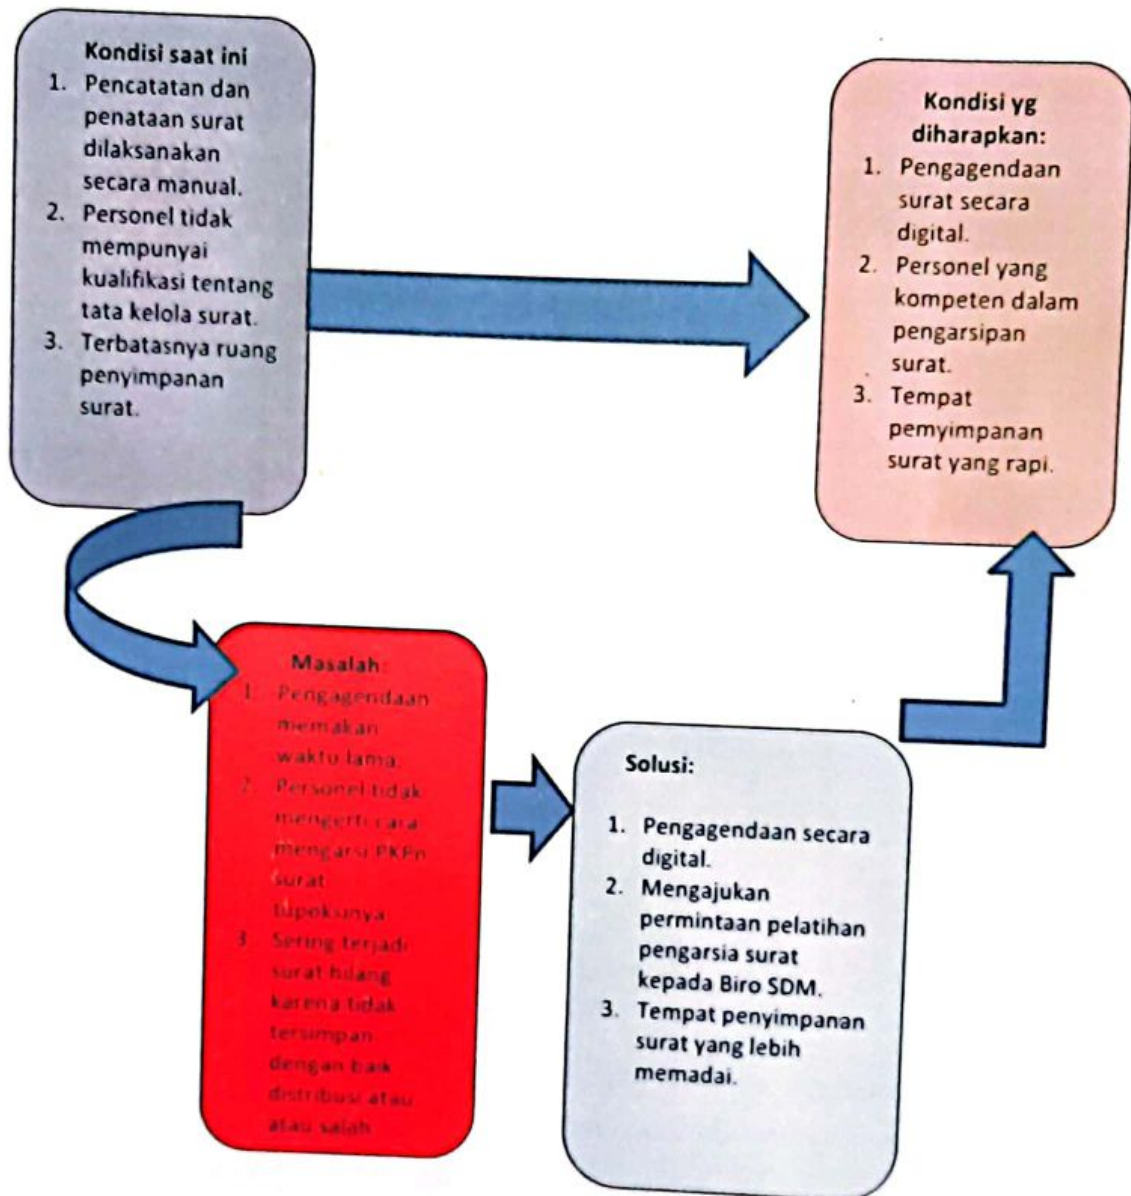 Kondisi saat ini
1. Pencatatan dan
penataan surat
dilaksanakan
secara manual.
2. Personel tidak
mempunyai
kualifikasi tentang
tata kelola surat.
3. Terbatasnya ruang
penyimpanan
surat.
Kondisi yg
diharapkan:
1. Pengagendaan
surat secara
digital.
2. Personel yang
kompeten dalam
pengarsipan
surat.
3. Tempat
pemyimpanan
surat yang rapi.
Masalah:
1. Pengagendaan
memakan
waktu lama.
2. Personel tidak
mengerti cara
mengarsi PKPn
surat
tupoksinya
3. Sering terjadi
surat hilang
karena tidak
tersimpan
dengan baik
distribusi atau
atau salah
Solusi:
1. Pengagendaan secara
digital.
2. Mengajukan
permintaan pelatihan
pengarsia surat
kepada Biro SDM.
3. Tempat penyimpanan
surat yang lebih
memadai.